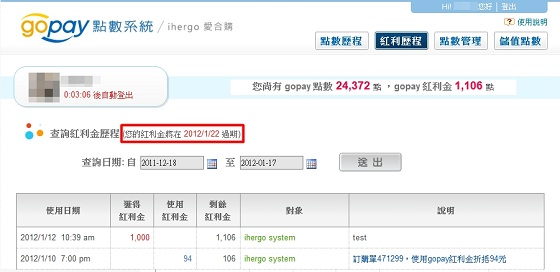 Hi! 您好 | 登出
gopay 點數系統 / ihergo 愛合購
? 使用說明
點數歷程 紅利歷程 點數管理 儲值點數
0:03:06 後自動登出
您尚有 gopay 點數 24,372 點，gopay 紅利金 1,106 點
查詢紅利金歷程 (您的紅利金將在 2012/1/22 過期)
查詢日期: 自 2011-12-18 至 2012-01-17 送出
使用日期 獲得紅利金 使用紅利金 剩餘紅利金 對象 說明
2012/1/12 10:39 am 1,000 1,106 ihergo system test
2012/1/10 7:00 pm 94 106 ihergo system 訂購單471299，使用gopay紅利金折抵94元